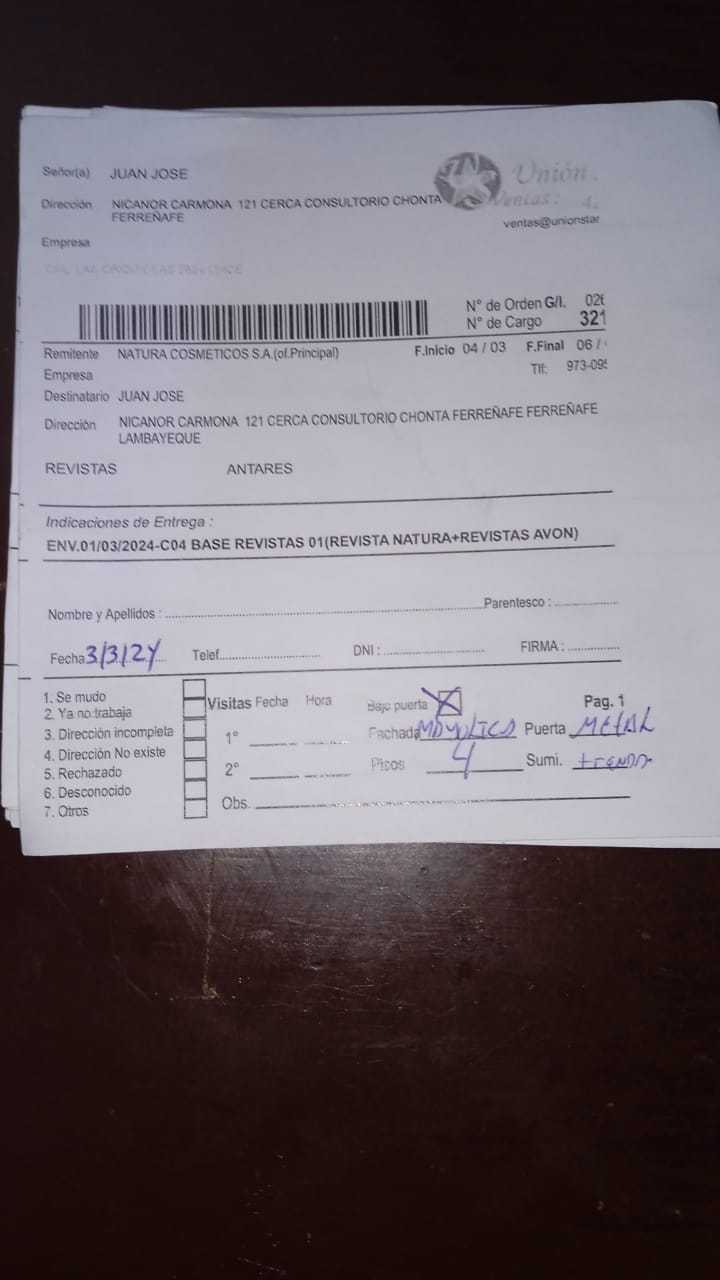 Señor(a) JUAN JOSE
Unión
Ventas: 4
Dirección NICANOR CARMONA 121 CERCA CONSULTORIO CHONTA
FERREÑAFE
ventas@unionstar
Empresa
N° de Orden G/I. 026
N° de Cargo 321
Remitente NATURA COSMETICOS S.A.(of.Principal) F.Inicio 04 / 03 F.Final 06 /
Empresa Tlf: 973-095
Destinatario JUAN JOSE
Dirección NICANOR CARMONA 121 CERCA CONSULTORIO CHONTA FERREÑAFE FERREÑAFE
LAMBAYEQUE
REVISTAS ANTARES
Indicaciones de Entrega :
ENV.01/03/2024-C04 BASE REVISTAS 01(REVISTA NATURA+REVISTAS AVON)
Nombre y Apellidos : Parentesco :
Fecha 3/3/24 Telef. DNI : FIRMA :
1. Se mudo Visitas Fecha Hora Bajo puerta X Pag. 1
2. Ya no trabaja
3. Dirección incompleta 1° Fachada Puerta METAL
4. Dirección No existe
5. Rechazado 2° Pisos 4 Sumi.
6. Desconocido
7. Otros Obs.